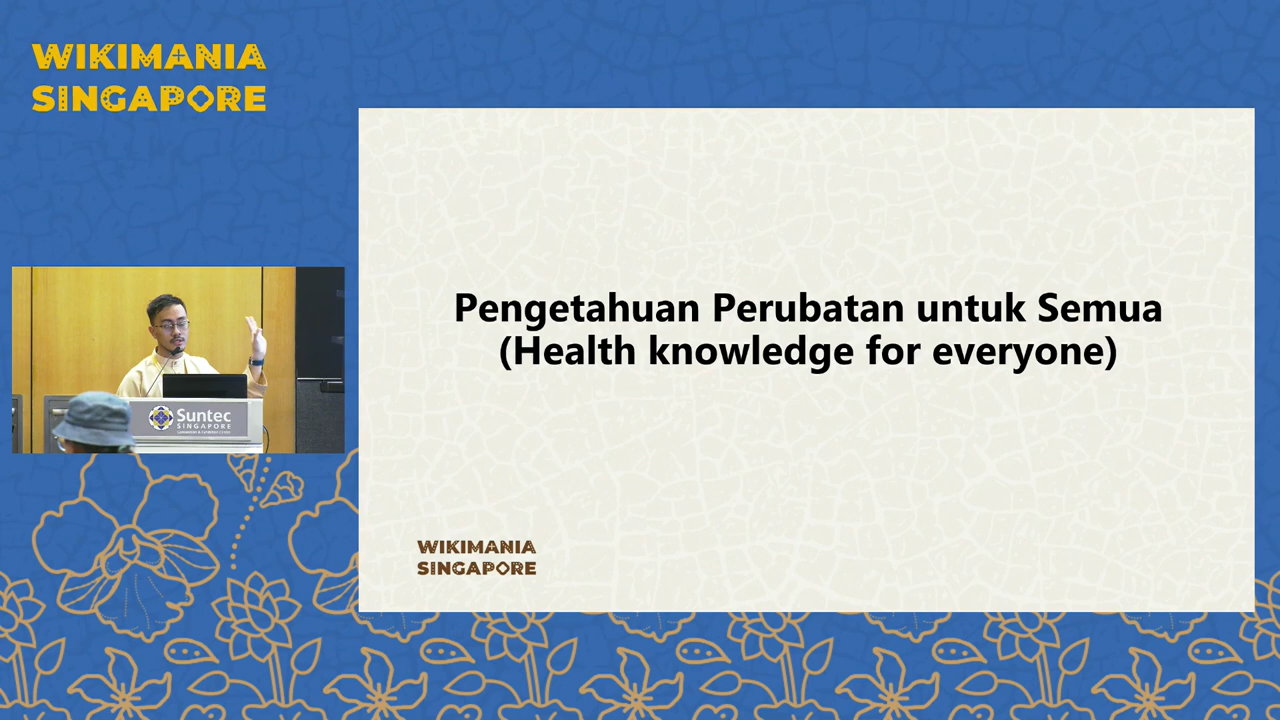 WIKIMANIA
SINGAPORE
Pengetahuan Perubatan untuk Semua
(Health knowledge for everyone)
Suntec
SINGAPORE
WIKIMANIA
SINGAPORE